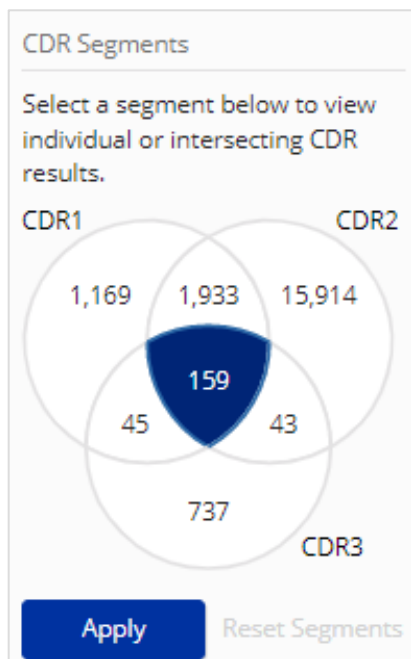 CDR Segments
Select a segment below to view
individual or intersecting CDR
results.
CDR1 CDR2
1,169 1,933 15,914
159
45 43
737
CDR3
Apply Reset Segments